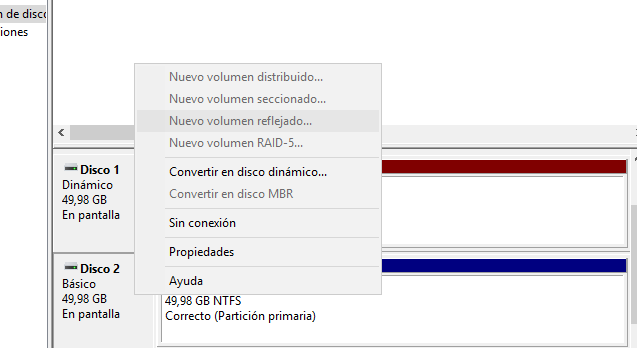 n de disco
iones
Nuevo volumen distribuido...
Nuevo volumen seccionado...
Nuevo volumen reflejado...
Nuevo volumen RAID-5...
Convertir en disco dinámico...
Convertir en disco MBR
Sin conexión
Propiedades
Ayuda
Disco 1
Dinámico
49,98 GB
En pantalla
Disco 2
Básico
49,98 GB
En pantalla
49,98 GB NTFS
Correcto (Partición primaria)